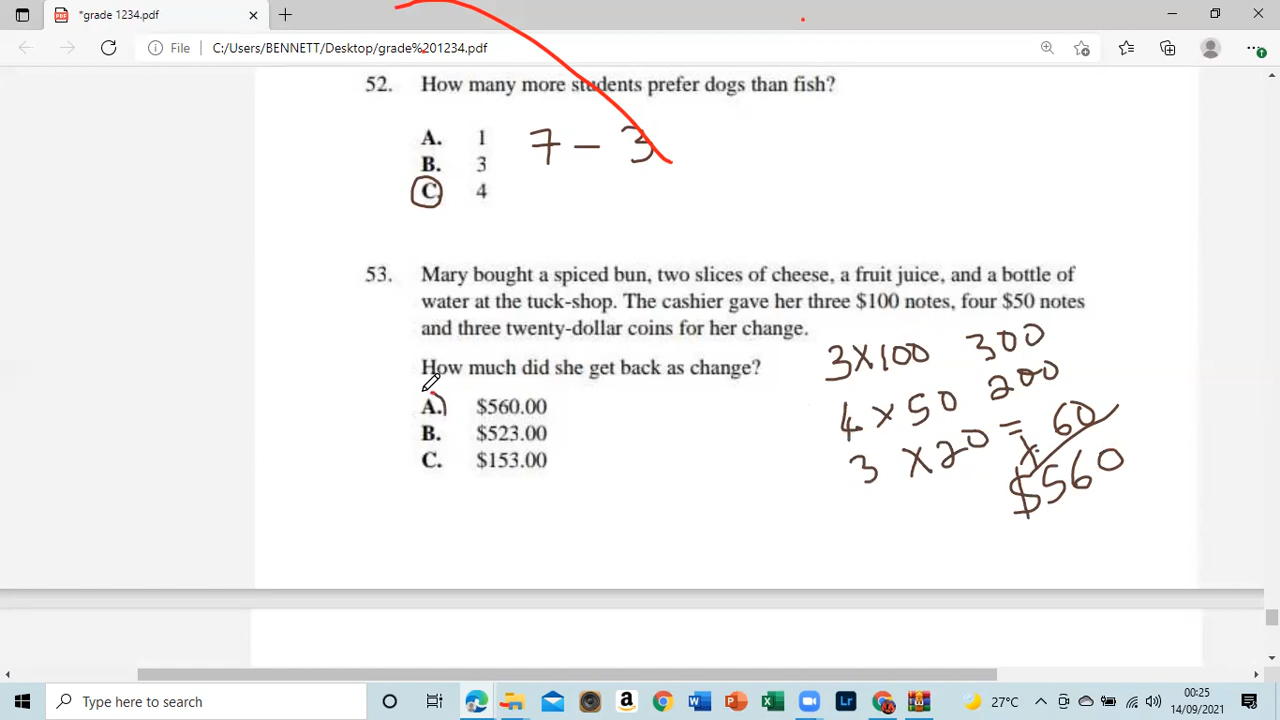 *grade 1234.pdf
File
C:/Users/BENNETT/Desktop/grade%201234.pdf
52. How many more students prefer dogs than fish?
A. 1
B. 3
C. 4
7 - 3
53. Mary bought a spiced bun, two slices of cheese, a fruit juice, and a bottle of
water at the tuck-shop. The cashier gave her three $100 notes, four $50 notes
and three twenty-dollar coins for her change.
How much did she get back as change?
A. $560.00
B. $523.00
C. $153.00
3 X 100 300
4 X 50 200
3 X 20 = 60
$560
Type here to search
27°C
00:25
14/09/2021